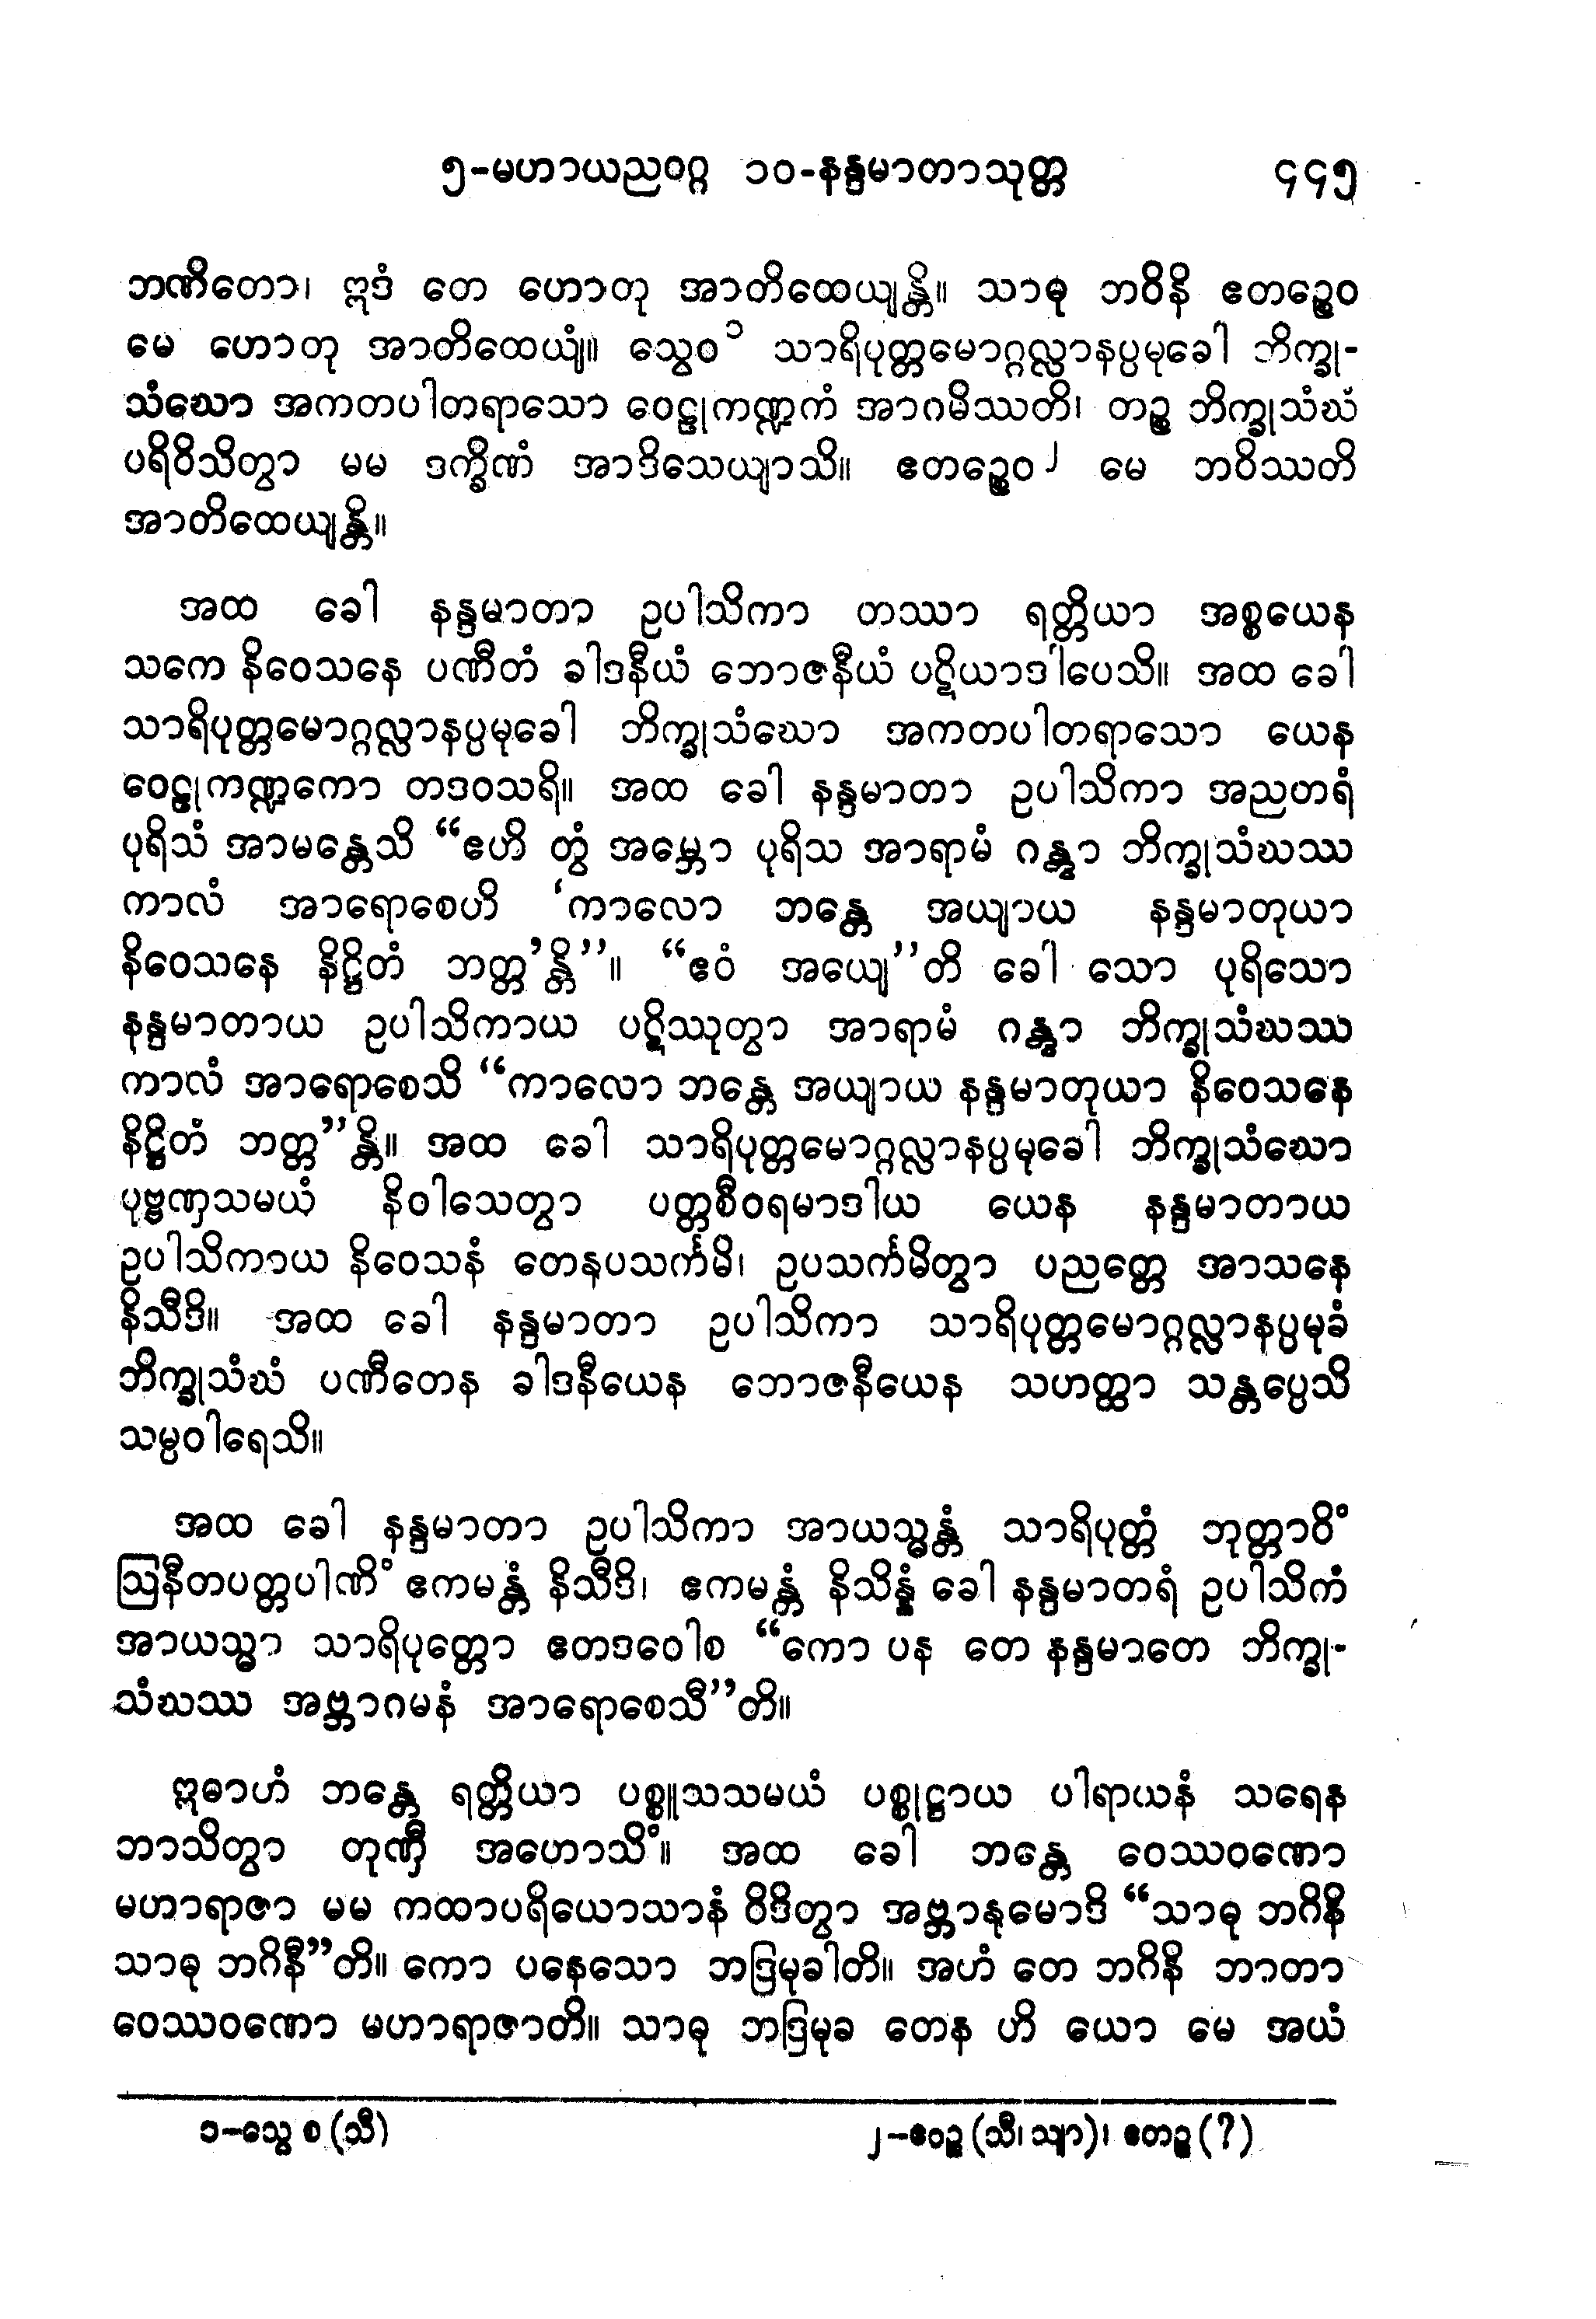 ၅-မဟာယညဝဂ္ဂ ၁၀-နန္ဒမာတာသုတ္တ ၄၄၅
ဘဏိတော၊ ဣဒံ တေ ဟောတု အာတိထေယျန္တိ။ သာဓု ဘဝိနိ ဧတဉ္စေဝ
မေ ဟောတု အာတိထေယျံ။ သွေဝ ၁ သာရိပုတ္တမောဂ္ဂလ္လာနပ္ပမုခေါ ဘိက္ခု-
သံဃော အကတပါတရာသော ဝေဠုကဏ္ဍကံ အာဂမိဿတိ၊ တဉ္စ ဘိက္ခုသံဃံ
ပရိဝိသိတွာ မမ ဒက္ခိဏံ အာဒိသေယျာသိ။ ဧတဉ္စေဝ ၂ မေ ဘဝိဿတိ
အာတိထေယျန္တိ။
အထ ခေါ နန္ဒမာတာ ဥပါသိကာ တဿာ ရတ္တိယာ အစ္စယေန
သကေ နိဝေသနေ ပဏီတံ ခါဒနီယံ ဘောဇနီယံ ပဋိယာဒါပေသိ။ အထ ခေါ
သာရိပုတ္တမောဂ္ဂလ္လာနပ္ပမုခေါ ဘိက္ခုသံဃော အကတပါတရာသော ယေန
ဝေဠုကဏ္ဍကော တဒဝသရိ။ အထ ခေါ နန္ဒမာတာ ဥပါသိကာ အညတရံ
ပုရိသံ အာမန္တေသိ “ဧဟိ တွံ အမ္ဘော ပုရိသ အာရာမံ ဂန္တွာ ဘိက္ခုသံဃဿ
ကာလံ အာရောစေဟိ ‘ကာလော ဘန္တေ အယျာယ နန္ဒမာတုယာ
နိဝေသနေ နိဋ္ဌိတံ ဘတ္တ’န္တိ”။ “ဧဝံ အယျေ”တိ ခေါ သော ပုရိသော
နန္ဒမာတာယ ဥပါသိကာယ ပဋိဿုတွာ အာရာမံ ဂန္တွာ ဘိက္ခုသံဃဿ
ကာလံ အာရောစေသိ “ကာလော ဘန္တေ အယျာယ နန္ဒမာတုယာ နိဝေသနေ
နိဋ္ဌိတံ ဘတ္တ”န္တိ။ အထ ခေါ သာရိပုတ္တမောဂ္ဂလ္လာနပ္ပမုခေါ ဘိက္ခုသံဃော
ပုဗ္ဗဏှသမယံ နိဝါသေတွာ ပတ္တစီဝရမာဒါယ ယေန နန္ဒမာတာယ
ဥပါသိကာယ နိဝေသနံ တေနုပသင်္ကမိ၊ ဥပသင်္ကမိတွာ ပညတ္တေ အာသနေ
နိသီဒိ။ အထ ခေါ နန္ဒမာတာ ဥပါသိကာ သာရိပုတ္တမောဂ္ဂလ္လာနပ္ပမုခံ
ဘိက္ခုသံဃံ ပဏီတေန ခါဒနီယေန ဘောဇနီယေန သဟတ္ထာ သန္တပ္ပေသိ
သမ္ပဝါရေသိ။
အထ ခေါ နန္ဒမာတာ ဥပါသိကာ အာယသ္မန္တံ သာရိပုတ္တံ ဘုတ္တာဝိံ
ဩနီတပတ္တပါဏိံ ဧကမန္တံ နိသီဒိ၊ ဧကမန္တံ နိသိန္နံ ခေါ နန္ဒမာတရံ ဥပါသိကံ
အာယသ္မာ သာရိပုတ္တော ဧတဒဝေါစ “ကော ပန တေ နန္ဒမာတေ ဘိက္ခု-
သံဃဿ အဗ္ဘာဂမနံ အာရောစေသီ”တိ။
ဣဓာဟံ ဘန္တေ ရတ္တိယာ ပစ္စူသသမယံ ပစ္စုဋ္ဌာယ ပါရာယနံ သရေန
ဘာသိတွာ တုဏှီ အဟောသိံ။ အထ ခေါ ဘန္တေ ဝေဿဝဏော
မဟာရာဇာ မမ ကထာပရိယောသာနံ ဝိဒိတွာ အဗ္ဘာနုမောဒိ “သာဓု ဘဂိနိ
သာဓု ဘဂိနီ”တိ။ ကော ပနေသော ဘဒြမုခါတိ။ အဟံ တေ ဘဂိနိ ဘာတာ
ဝေဿဝဏော မဟာရာဇာတိ။ သာဓု ဘဒြမုခ တေန ဟိ ယော မေ အယံ
၁-သွေ စ (သီ) ၂-ဧဝဉ္စ (သီ၊ သျာ)၊ ဧတဉ္စ (?)